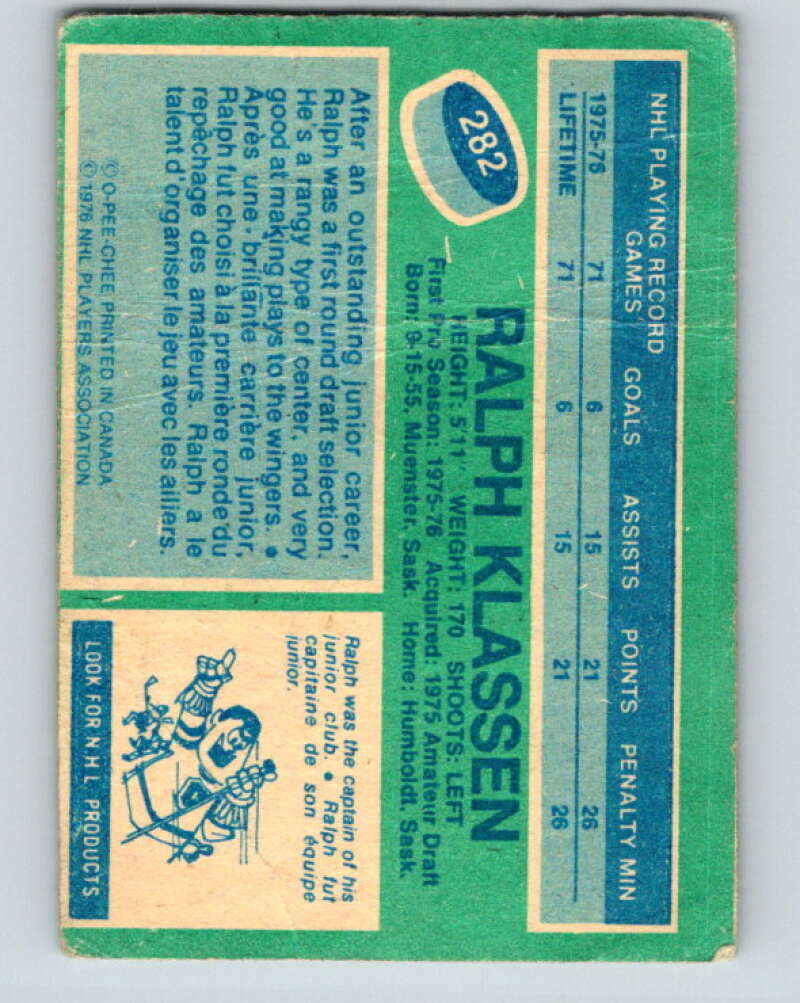 NHL PLAYING RECORD
GAMES GOALS ASSISTS POINTS PENALTY MIN
1975-76 71 6 15 21 26
LIFETIME 71 6 15 21 26
282
RALPH KLASSEN
HEIGHT: 5'11" WEIGHT: 170 SHOOTS: LEFT
First Pro Season: 1975-76 Acquired: 1975 Amateur Draft
Born: 9-15-55, Muenster, Sask. Home: Humboldt, Sask.
After an outstanding junior career,
Ralph was a first round draft selection.
He's a rangy type of center, and very
good at making plays to the wingers. •
Après une brillante carrière junior,
Ralph fut choisi à la première ronde du
repêchage des amateurs. Ralph a le
talent d'organiser le jeu avec les ailiers.
© O-PEE-CHEE PRINTED IN CANADA
© 1976 NHL PLAYERS ASSOCIATION
Ralph was the captain of his
junior club. • Ralph fut
capitaine de son équipe
junior.
LOOK FOR NHL PRODUCTS